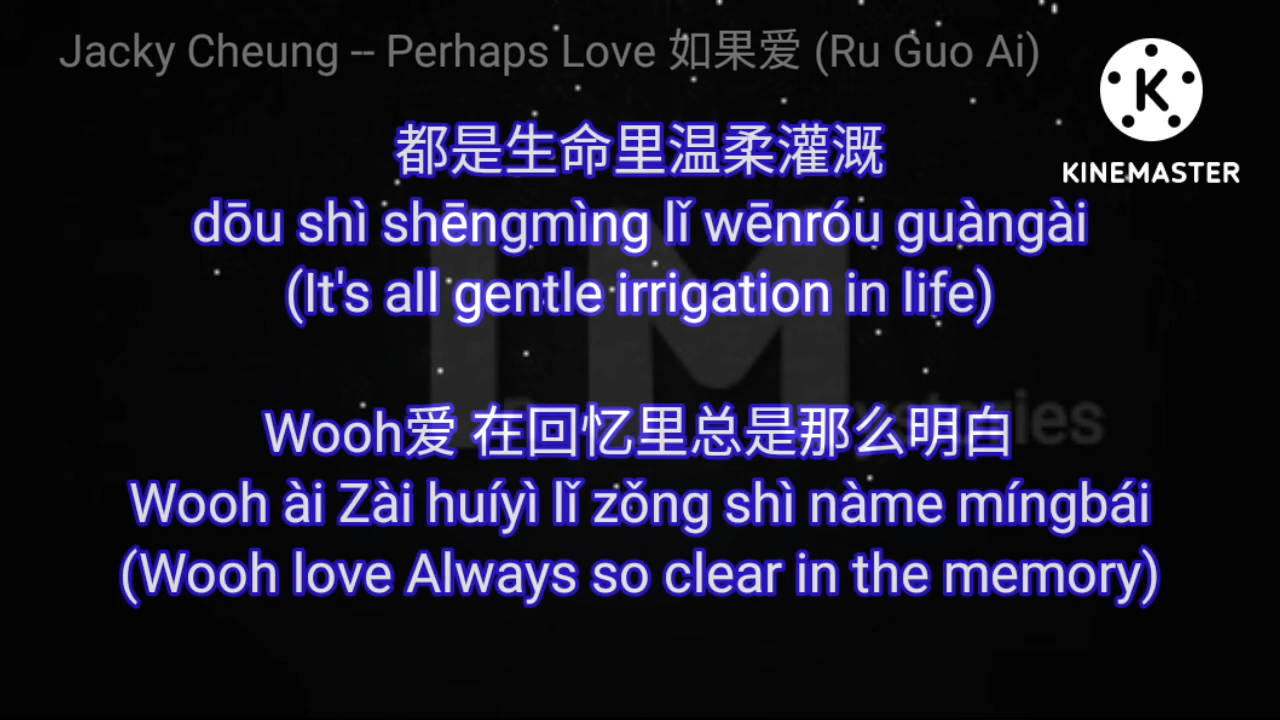 Jacky Cheung -- Perhaps Love 如果爱 (Ru Guo Ai)
K
KINEMASTER
都是生命里温柔灌溉
dōu shì shēngmìng lǐ wēnróu guàngài
(It's all gentle irrigation in life)
Wooh爱 在回忆里总是那么明白
Wooh ài Zài huíyì lǐ zǒng shì nàme míngbái
(Wooh love Always so clear in the memory)